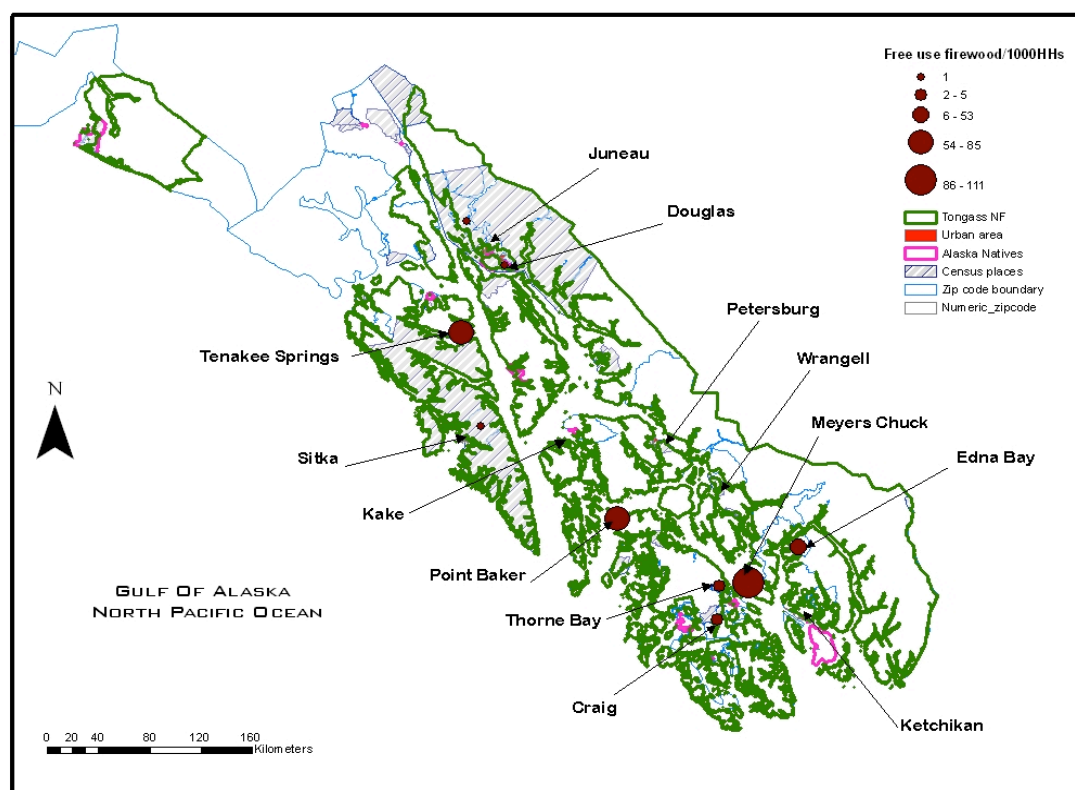 Free use firewood/1000HHs
1
2 - 5
6 - 53
54 - 85
86 - 111
Tongass NF
Urban area
Alaska Natives
Census places
Zip code boundary
Numeric_zipcode
Juneau
Douglas
Petersburg
Tenakee Springs
Wrangell
N
Meyers Chuck
Edna Bay
Sitka
Kake
Point Baker
GULF OF ALASKA
NORTH PACIFIC OCEAN
Thorne Bay
Craig
Ketchikan
0 20 40 80 120 160
Kilometers